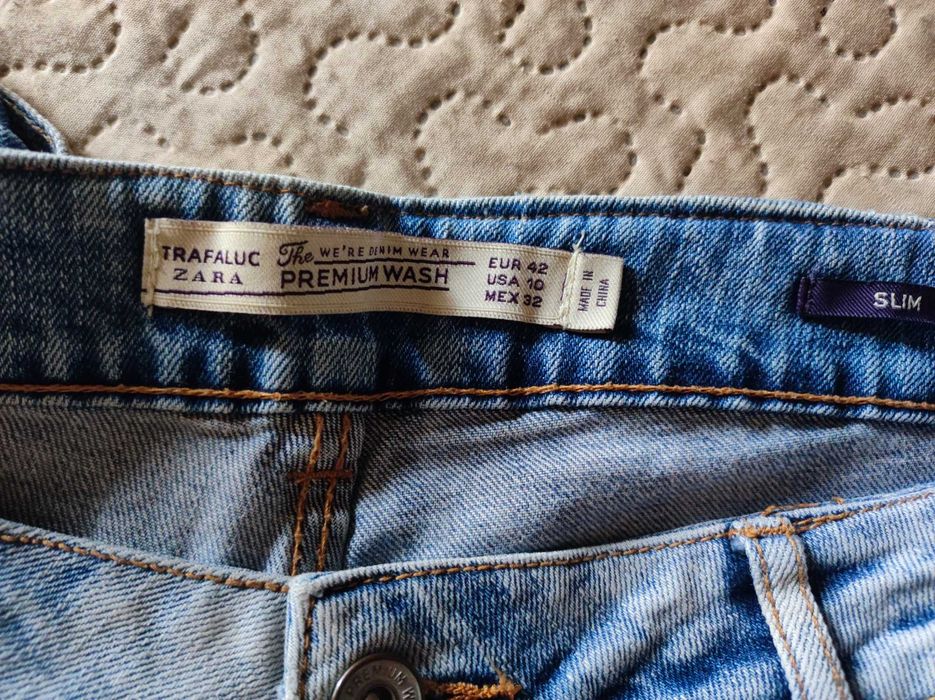 TRAFALUC
ZARA
The WE'RE DENIM WEAR
PREMIUM WASH
EUR 42
USA 10
MEX 32
MADE IN
CHINA
SLIM